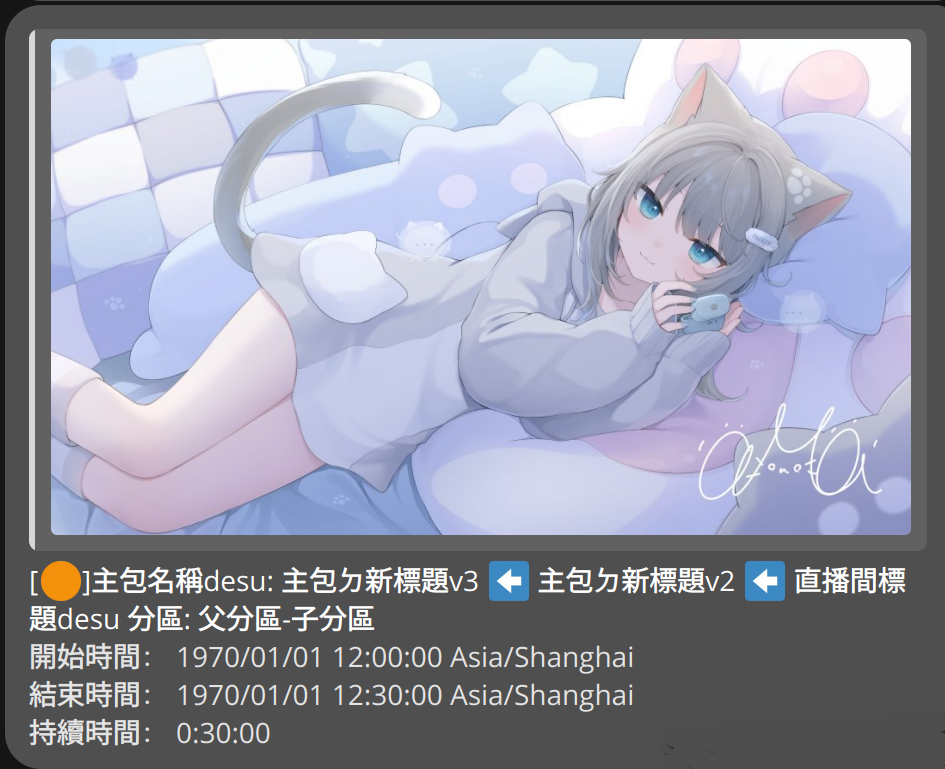 [🟠]主包名稱desu: 主包ㄉ新標題v3 ⬅️ 主包ㄉ新標題v2 ⬅️ 直播間標
題desu 分區: 父分區-子分區
開始時間： 1970/01/01 12:00:00 Asia/Shanghai
結束時間： 1970/01/01 12:30:00 Asia/Shanghai
持續時間： 0:30:00